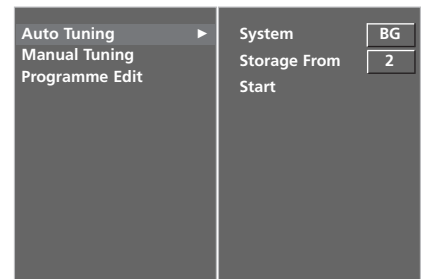 Auto Tuning ►
Manual Tuning
Programme Edit
System BG
Storage From 2
Start